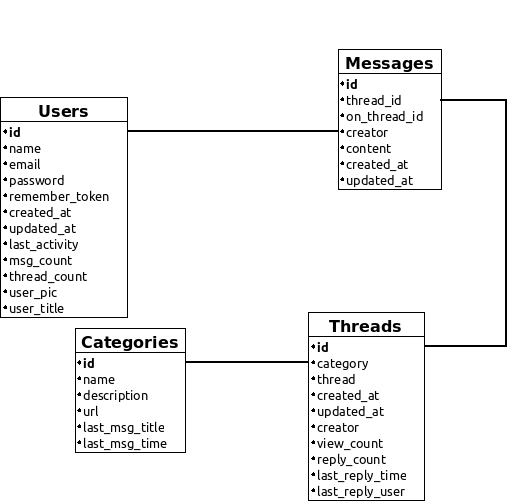 Messages
id
thread_id
on_thread_id
creator
content
created_at
updated_at
Users
id
name
email
password
remember_token
created_at
updated_at
last_activity
msg_count
thread_count
user_pic
user_title
Categories
id
name
description
url
last_msg_title
last_msg_time
Threads
id
category
thread
created_at
updated_at
creator
view_count
reply_count
last_reply_time
last_reply_user